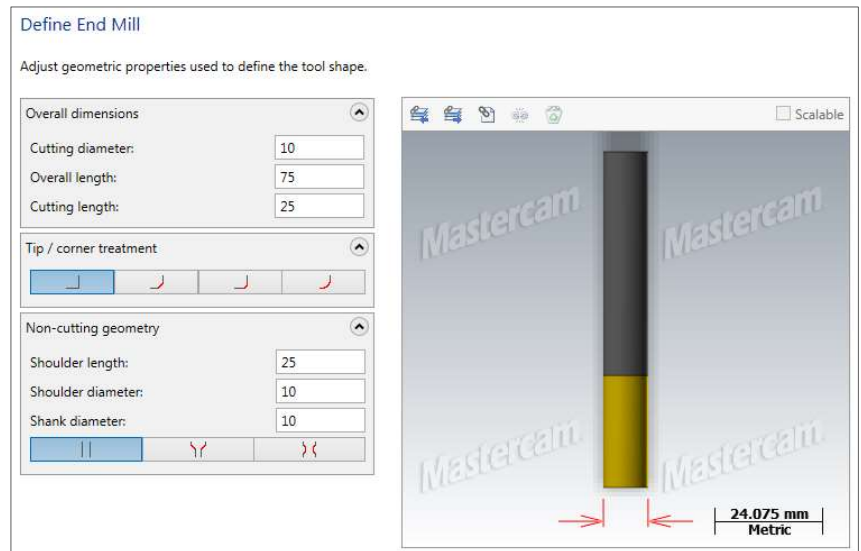 Define End Mill
Adjust geometric properties used to define the tool shape.
Overall dimensions
Cutting diameter: 10
Overall length: 75
Cutting length: 25
Tip / corner treatment
Non-cutting geometry
Shoulder length: 25
Shoulder diameter: 10
Shank diameter: 10
Scalable
Mastercam Mastercam
Mastercam Mastercam
24.075 mm
Metric